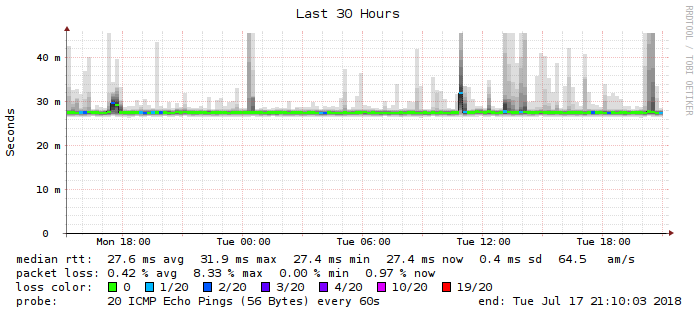 Last 30 Hours
RRDTOOL / TOBI OETIKER
Seconds
40 m
30 m
20 m
10 m
0
Mon 18:00 Tue 00:00 Tue 06:00 Tue 12:00 Tue 18:00
median rtt: 27.6 ms avg 31.9 ms max 27.4 ms min 27.4 ms now 0.4 ms sd 64.5 am/s
packet loss: 0.42 % avg 8.33 % max 0.00 % min 0.97 % now
loss color: 0 1/20 2/20 3/20 4/20 10/20 19/20
probe: 20 ICMP Echo Pings (56 Bytes) every 60s end: Tue Jul 17 21:10:03 2018